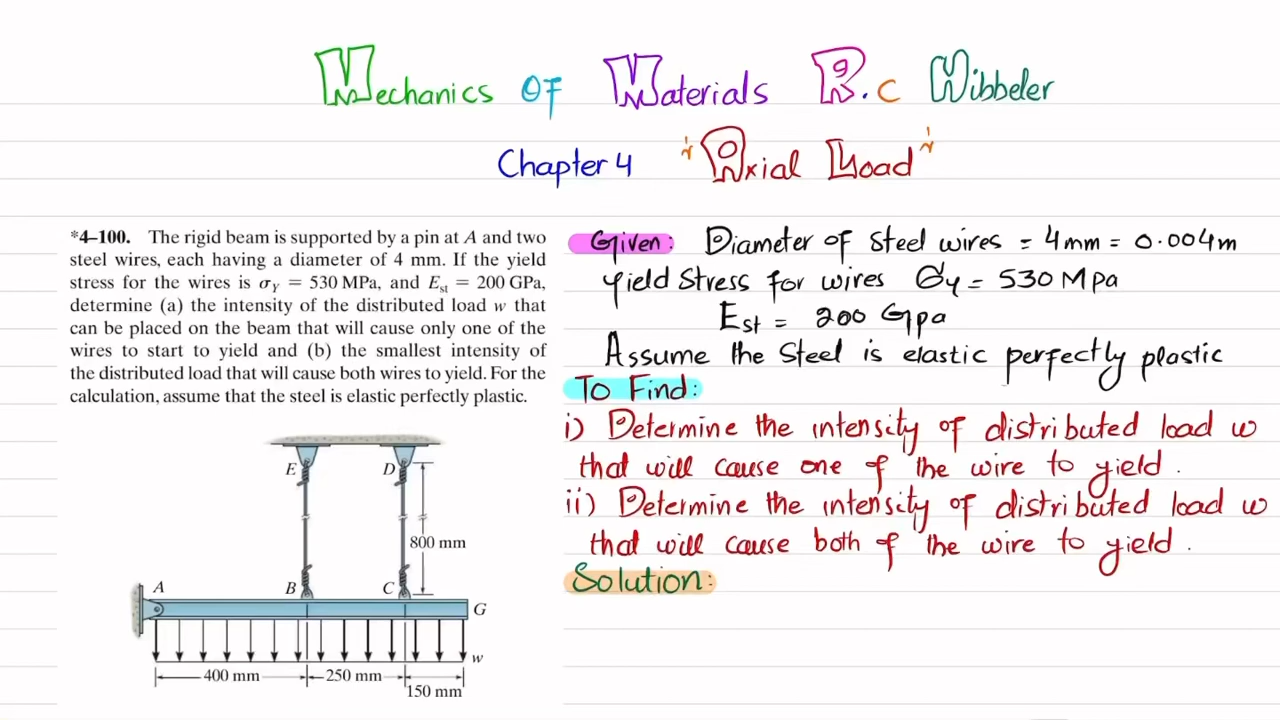 Mechanics OF Materials R.C Hibbeler
Chapter 4 "Axial Load"
*4–100. The rigid beam is supported by a pin at A and two
steel wires, each having a diameter of 4 mm. If the yield
stress for the wires is σY = 530 MPa, and Est = 200 GPa,
determine (a) the intensity of the distributed load w that
can be placed on the beam that will cause only one of the
wires to start to yield and (b) the smallest intensity of
the distributed load that will cause both wires to yield. For the
calculation, assume that the steel is elastic perfectly plastic.
E
D
800 mm
A
B
C
G
w
400 mm
250 mm
150 mm
Given: Diameter of steel wires = 4mm = 0.004m
Yield Stress for wires σy = 530 MPa
Est = 200 Gpa
Assume the Steel is elastic perfectly plastic
To Find:
i) Determine the intensity of distributed load w
that will cause one of the wire to yield.
ii) Determine the intensity of distributed load w
that will cause both of the wire to yield.
Solution: